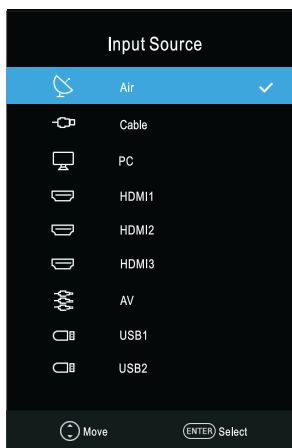 Input Source
Air
Cable
PC
HDMI1
HDMI2
HDMI3
AV
USB1
USB2
Move ENTER Select